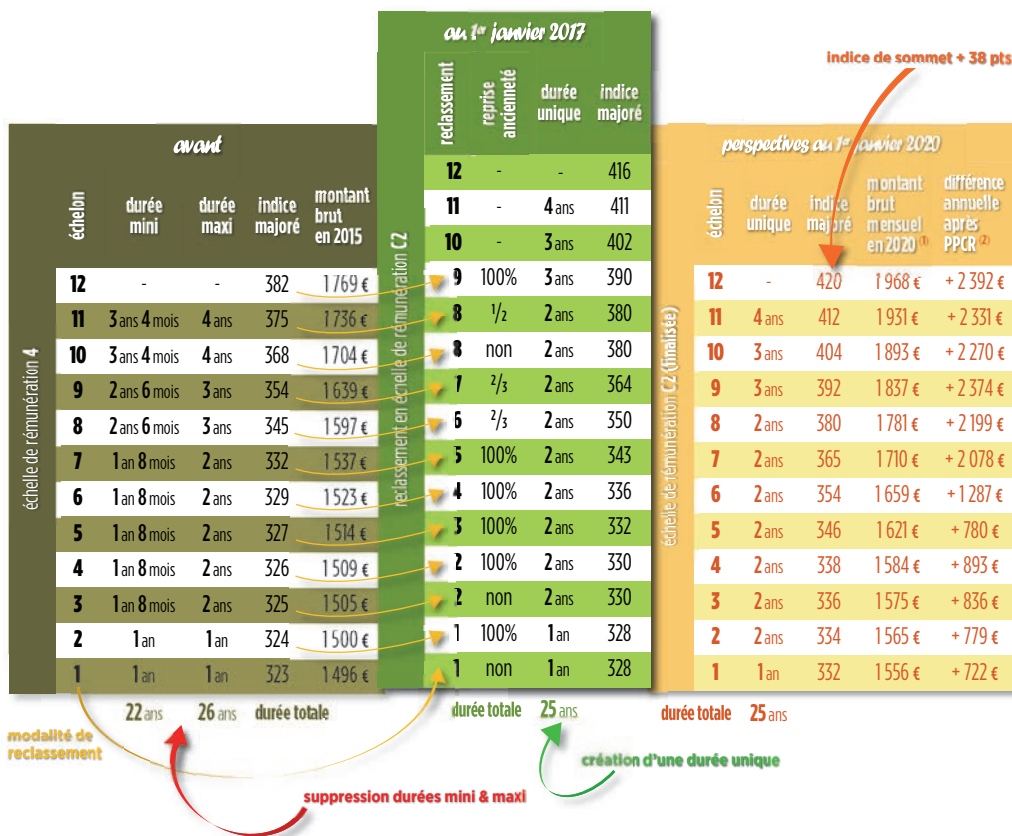 au 1er janvier 2017
reclassement reprise ancienneté durée unique indice majoré
12 - - 416
11 - 4 ans 411
10 - 3 ans 402
9 100% 3 ans 390
8 1/2 2 ans 380
8 non 2 ans 380
7 2/3 2 ans 364
6 2/3 2 ans 350
5 100% 2 ans 343
4 100% 2 ans 336
3 100% 2 ans 332
2 100% 2 ans 330
2 non 2 ans 330
1 100% 1 an 328
1 non 1 an 328
durée totale 25 ans
reclassement en échelle de rémunération C2
création d'une durée unique
avant
échelon durée mini durée maxi indice majoré montant brut en 2015
12 - - 382 1 769 €
11 3 ans 4 mois 4 ans 375 1 736 €
10 3 ans 4 mois 4 ans 368 1 704 €
9 2 ans 6 mois 3 ans 354 1 639 €
8 2 ans 6 mois 3 ans 345 1 597 €
7 1 an 8 mois 2 ans 332 1 537 €
6 1 an 8 mois 2 ans 329 1 523 €
5 1 an 8 mois 2 ans 327 1 514 €
4 1 an 8 mois 2 ans 326 1 509 €
3 1 an 8 mois 2 ans 325 1 505 €
2 1 an 1 an 324 1 500 €
1 1 an 1 an 323 1 496 €
22 ans 26 ans durée totale
échelle de rémunération 4
modalité de
reclassement
suppression durées mini & maxi
indice de sommet + 38 pts
perspectives au 1er janvier 2020
échelon durée unique indice majoré montant brut mensuel en 2020 (1) différence annuelle après PPCR (2)
12 - 420 1 968 € + 2 392 €
11 4 ans 412 1 931 € + 2 331 €
10 3 ans 404 1 893 € + 2 270 €
9 3 ans 392 1 837 € + 2 374 €
8 2 ans 380 1 781 € + 2 199 €
7 2 ans 365 1 710 € + 2 078 €
6 2 ans 354 1 659 € + 1 287 €
5 2 ans 346 1 621 € + 780 €
4 2 ans 338 1 584 € + 893 €
3 2 ans 336 1 575 € + 836 €
2 2 ans 334 1 565 € + 779 €
1 1 an 332 1 556 € + 722 €
durée totale 25 ans
échelle de rémunération C2 (finalisée)